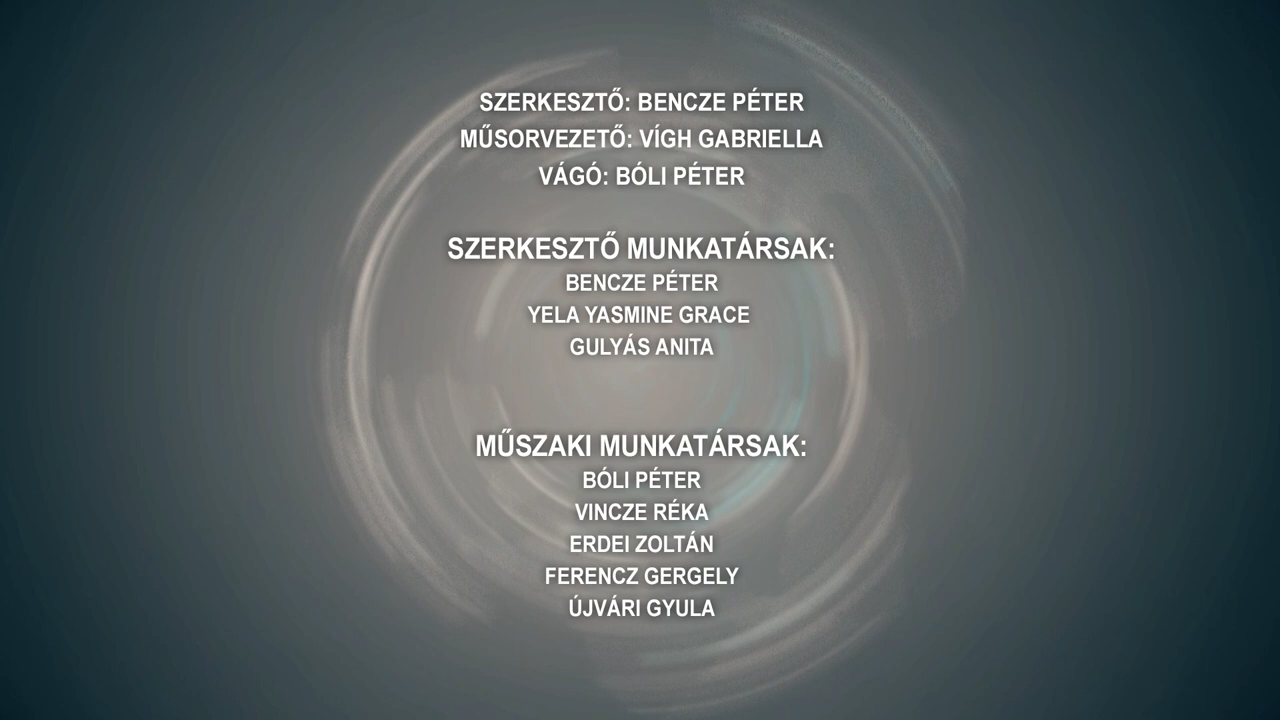 SZERKESZTŐ: BENCZE PÉTER
MŰSORVEZETŐ: VÍGH GABRIELLA
VÁGÓ: BÓLI PÉTER
SZERKESZTŐ MUNKATÁRSAK:
BENCZE PÉTER
YELA YASMINE GRACE
GULYÁS ANITA
MŰSZAKI MUNKATÁRSAK:
BÓLI PÉTER
VINCZE RÉKA
ERDEI ZOLTÁN
FERENCZ GERGELY
ÚJVÁRI GYULA